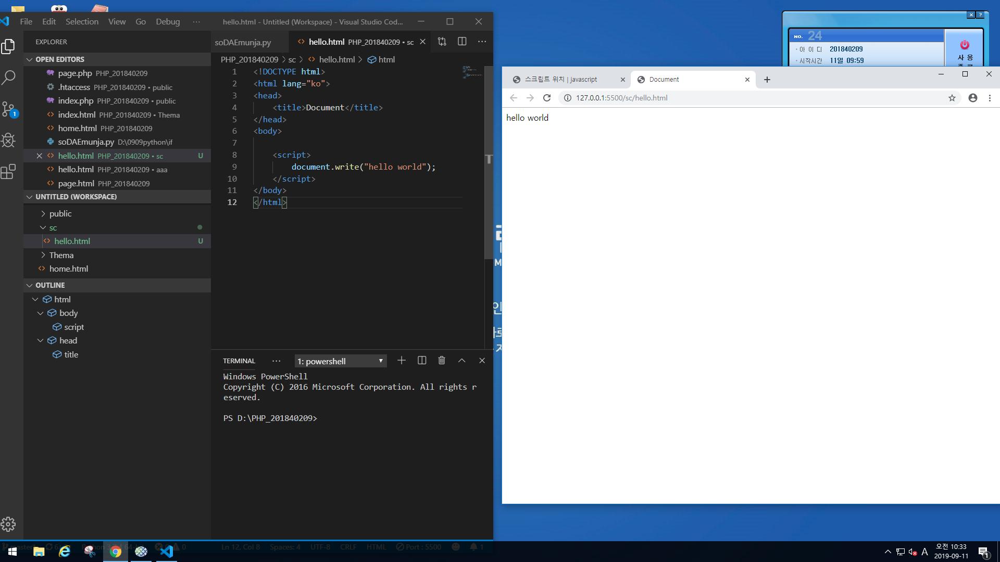 File Edit Selection View Go Debug ··· hello.html - Untitled (Workspace) - Visual Studio Cod...
EXPLORER
OPEN EDITORS
page.php PHP_201840209
.htaccess PHP_201840209 • public
index.php PHP_201840209 • public
index.html PHP_201840209 • Thema
home.html PHP_201840209
soDAEmunja.py D:\0909python\if
hello.html PHP_201840209 • sc U
hello.html PHP_201840209 • aaa
page.html PHP_201840209
UNTITLED (WORKSPACE)
public
sc
hello.html U
Thema
home.html
OUTLINE
html
body
script
head
title
1
soDAEmunja.py hello.html PHP_201840209 • sc
PHP_201840209 > sc > hello.html > html
1 <!DOCTYPE html>
2 <html lang="ko">
3 <head>
4 <title>Document</title>
5 </head>
6 <body>
7
8 <script>
9 document.write("hello world");
10 </script>
11 </body>
12 </html>
TERMINAL ··· 1: powershell
Windows PowerShell
Copyright (C) 2016 Microsoft Corporation. All rights r
eserved.
PS D:\PHP_201840209>
Ln 12, Col 8 Spaces: 4 UTF-8 CRLF HTML Port : 5500 1
NO. 24
아 이 디 201840209
시작시간 11일 09:59
사 용
스크립트 위치 | javascript
Document
127.0.0.1:5500/sc/hello.html
hello world
A
오전 10:33
2019-09-11
1